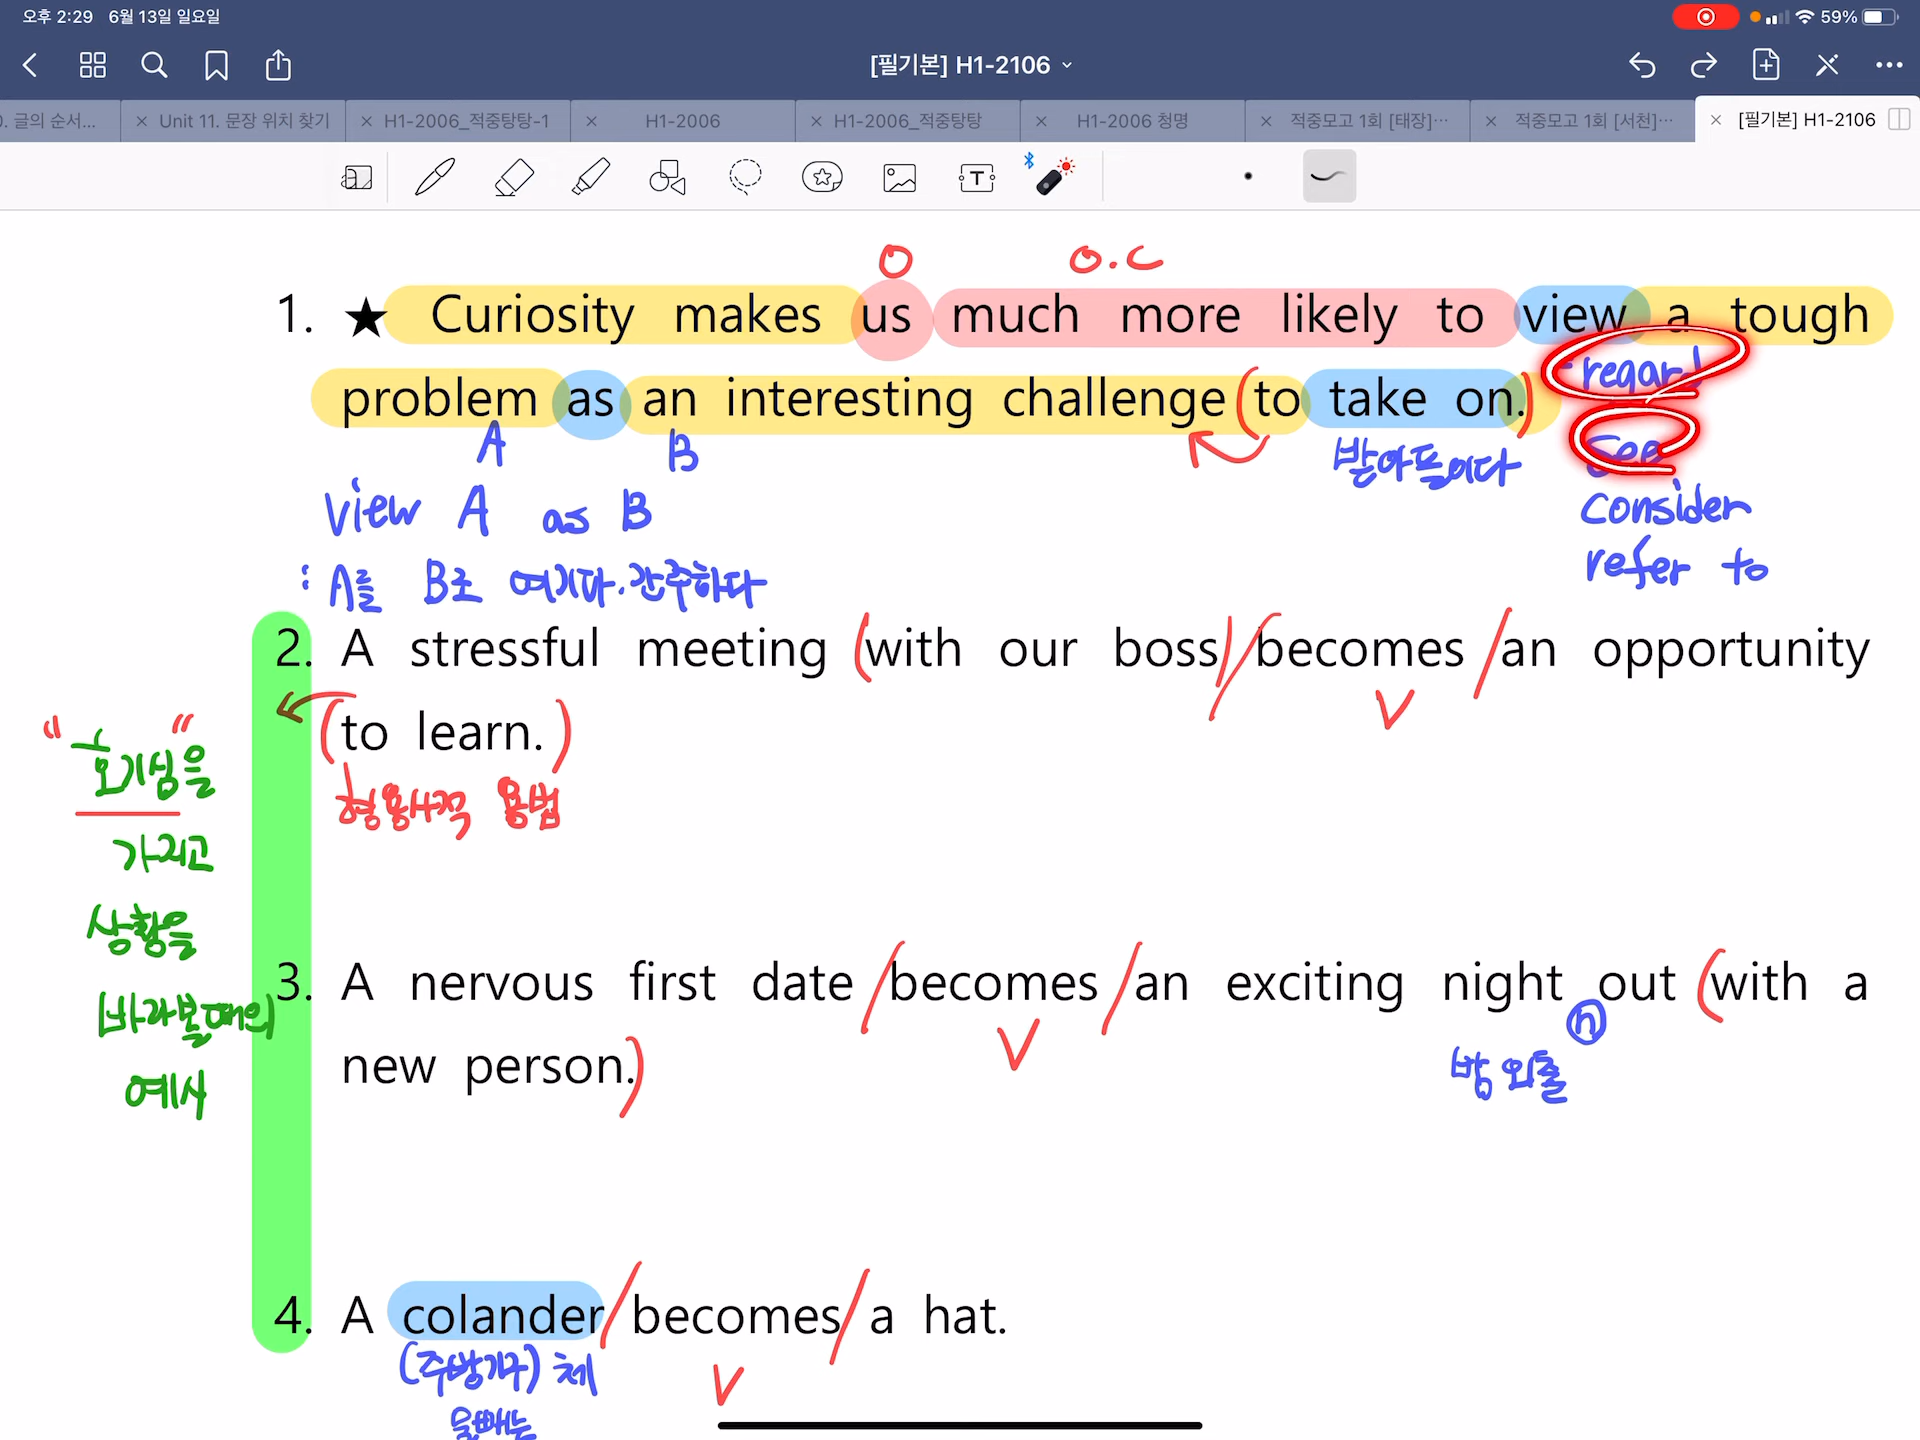 오후 2:29 6월 13일 일요일
59%
[필기본] H1-2106
0. 글의 순서...
× Unit 11. 문장 위치 찾기
× H1-2006_적중탕탕-1
× H1-2006
× H1-2006_적중탕탕
× H1-2006 청명
× 적중모고 1회 [태장]…
× 적중모고 1회 [서천]…
× [필기본] H1-2106
O O.C
1. ★ Curiosity makes us much more likely to view a tough
regard
problem as an interesting challenge (to take on.)
A B 받아들이다 see
view A as B consider
: A를 B로 여기다. 간주하다 refer to
2. A stressful meeting (with our boss) / becomes / an opportunity
V
(to learn.)
형용사적 용법
"호기심"을
가지고
상황을
바라볼때의
예시
3. A nervous first date / becomes / an exciting night out (with a
V n
new person.)
밤 외출
4. A colander / becomes / a hat.
(주방기구) 체 V
물빼는